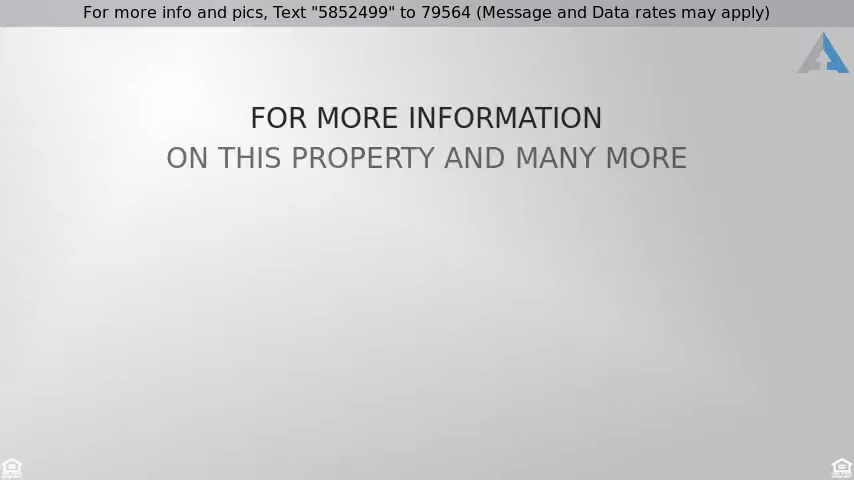 For more info and pics, Text "5852499" to 79564 (Message and Data rates may apply)
FOR MORE INFORMATION
ON THIS PROPERTY AND MANY MORE